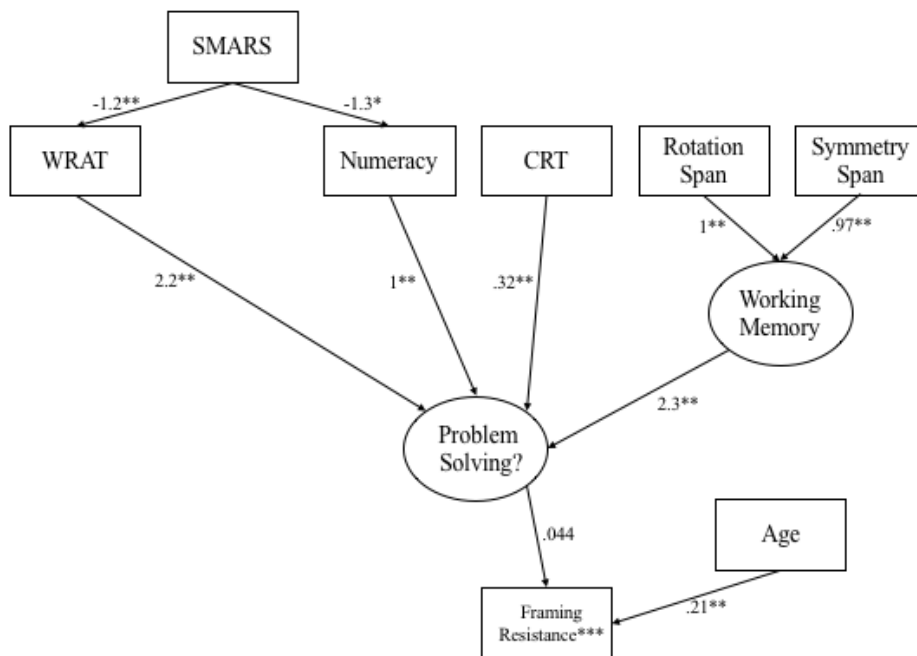 SMARS
-1.2**
-1.3*
WRAT
Numeracy
CRT
Rotation
Span
Symmetry
Span
2.2**
1**
.32**
1**
.97**
Working
Memory
2.3**
Problem
Solving?
.044
Age
.21**
Framing
Resistance***